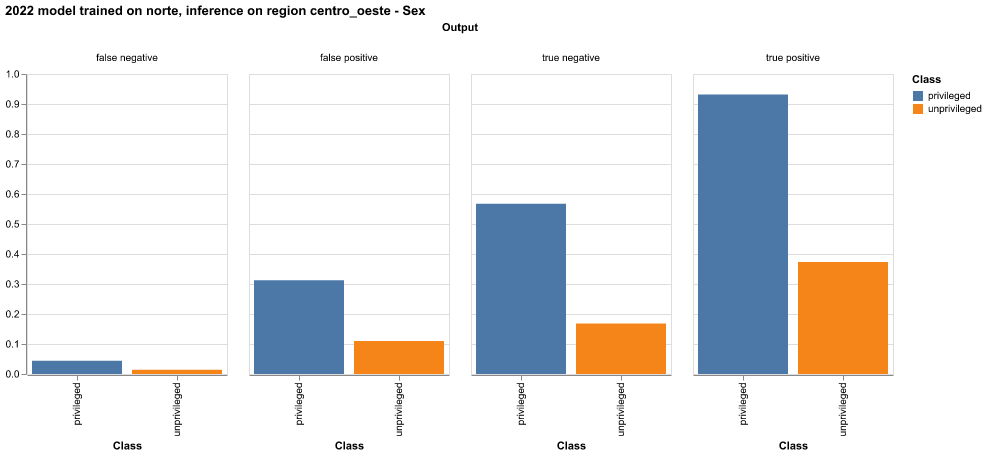 2022 model trained on norte, inference on region centro_oeste - Sex
Output
false negative
false positive
true negative
true positive
1.0
0.9
0.8
0.7
0.6
0.5
0.4
0.3
0.2
0.1
0.0
privileged
unprivileged
privileged
unprivileged
privileged
unprivileged
privileged
unprivileged
Class
Class
Class
Class
Class
privileged
unprivileged